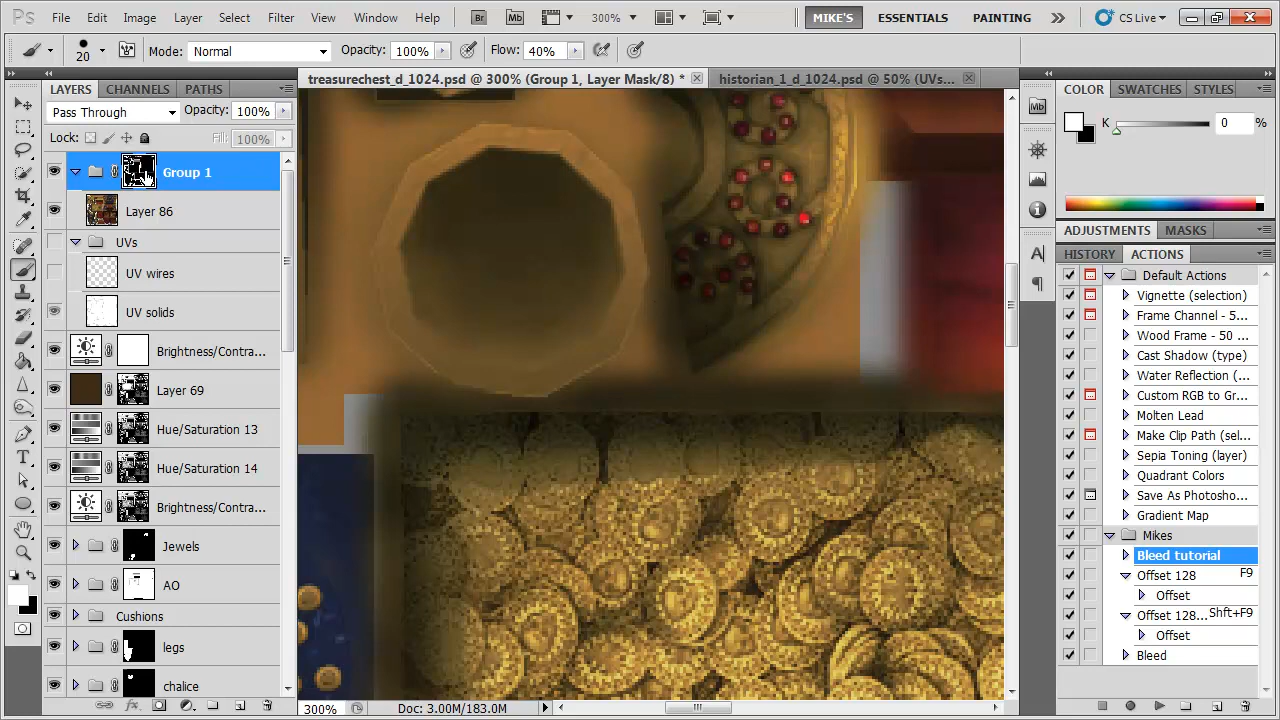 Ps File Edit Image Layer Select Filter View Window Help Br Mb 300% MIKE'S ESSENTIALS PAINTING CS Live
20 Mode: Normal Opacity: 100% Flow: 40%
LAYERS CHANNELS PATHS
treasurechest_d_1024.psd @ 300% (Group 1, Layer Mask/8) *
historian_1_d_1024.psd @ 50% (UVs...
Pass Through Opacity: 100%
Lock: Fill: 100%
Group 1
Layer 86
UVs
UV wires
UV solids
Brightness/Contra...
Layer 69
Hue/Saturation 13
Hue/Saturation 14
Brightness/Contra...
Jewels
AO
Cushions
legs
chalice
fx
T
300% Doc: 3.00M/183.0M
Mb
A
COLOR SWATCHES STYLES
K 0 %
ADJUSTMENTS MASKS
HISTORY ACTIONS
Default Actions
Vignette (selection)
Frame Channel - 5...
Wood Frame - 50 ...
Cast Shadow (type)
Water Reflection (...
Custom RGB to Gr...
Molten Lead
Make Clip Path (sel...
Sepia Toning (layer)
Quadrant Colors
Save As Photosho...
Gradient Map
Mikes
Bleed tutorial
Offset 128 F9
Offset
Offset 128... Shft+F9
Offset
Bleed